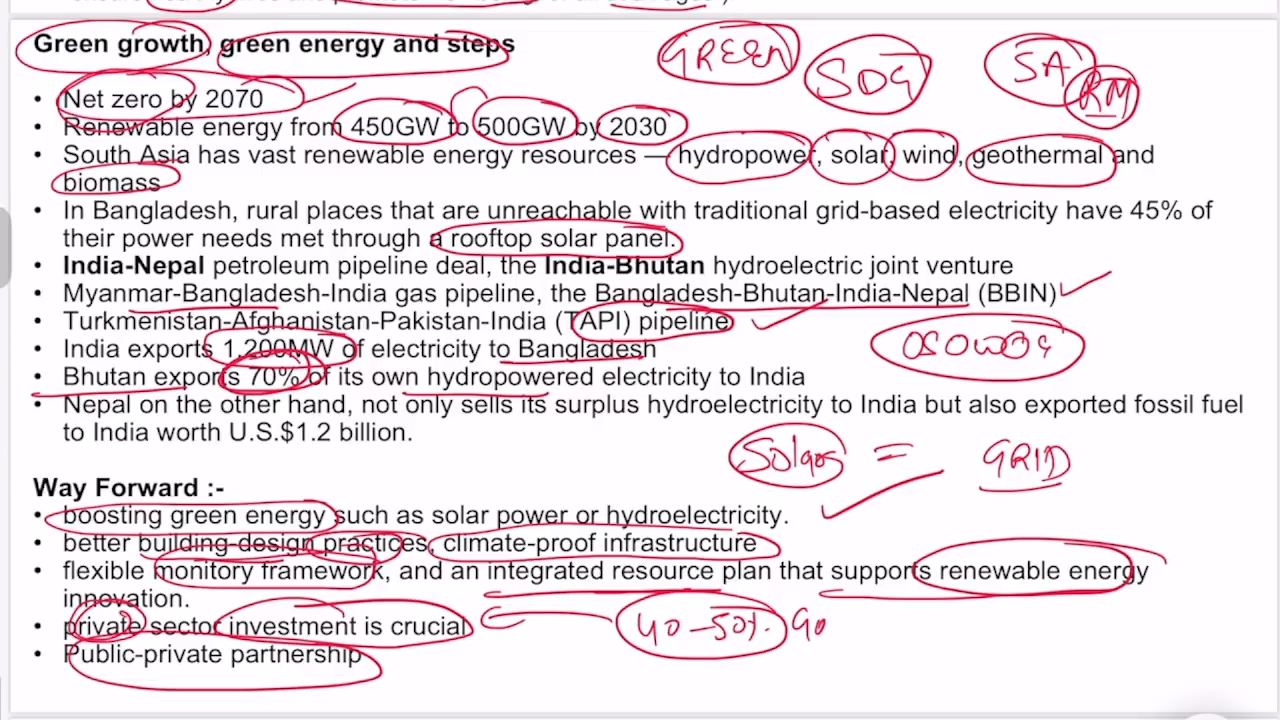 Green growth, green energy and steps
GREEN
SDG
SA
RM
• Net zero by 2070
• Renewable energy from 450GW to 500GW by 2030
• South Asia has vast renewable energy resources — hydropower, solar, wind, geothermal and
biomass
• In Bangladesh, rural places that are unreachable with traditional grid-based electricity have 45% of
their power needs met through a rooftop solar panel.
• India-Nepal petroleum pipeline deal, the India-Bhutan hydroelectric joint venture
• Myanmar-Bangladesh-India gas pipeline, the Bangladesh-Bhutan-India-Nepal (BBIN)
• Turkmenistan-Afghanistan-Pakistan-India (TAPI) pipeline
OSOWOG
• India exports 1,200MW of electricity to Bangladesh
• Bhutan exports 70% of its own hydropowered electricity to India
• Nepal on the other hand, not only sells its surplus hydroelectricity to India but also exported fossil fuel
to India worth U.S.$1.2 billion.
= GRID
Way Forward :-
• boosting green energy such as solar power or hydroelectricity.
• better building-design practices, climate-proof infrastructure
• flexible monitory framework, and an integrated resource plan that supports renewable energy
innovation.
• private sector investment is crucial
40-50%
• Public-private partnership